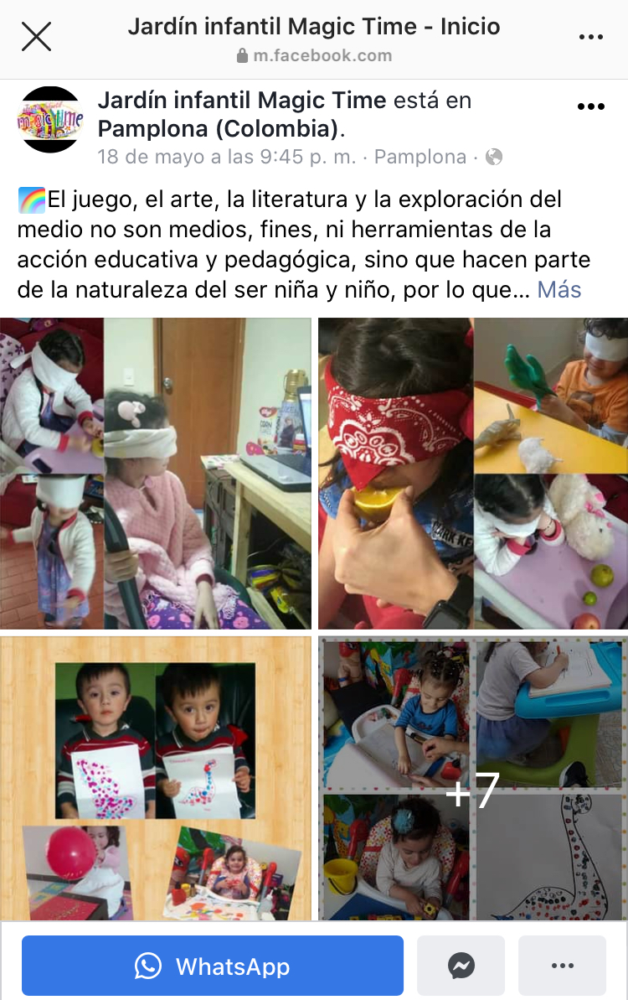 Jardín infantil Magic Time - Inicio
m.facebook.com
Jardín infantil Magic Time está en
Pamplona (Colombia).
18 de mayo a las 9:45 p. m. · Pamplona ·
🌈El juego, el arte, la literatura y la exploración del
medio no son medios, fines, ni herramientas de la
acción educativa y pedagógica, sino que hacen parte
de la naturaleza del ser niña y niño, por lo que... Más
+7
WhatsApp